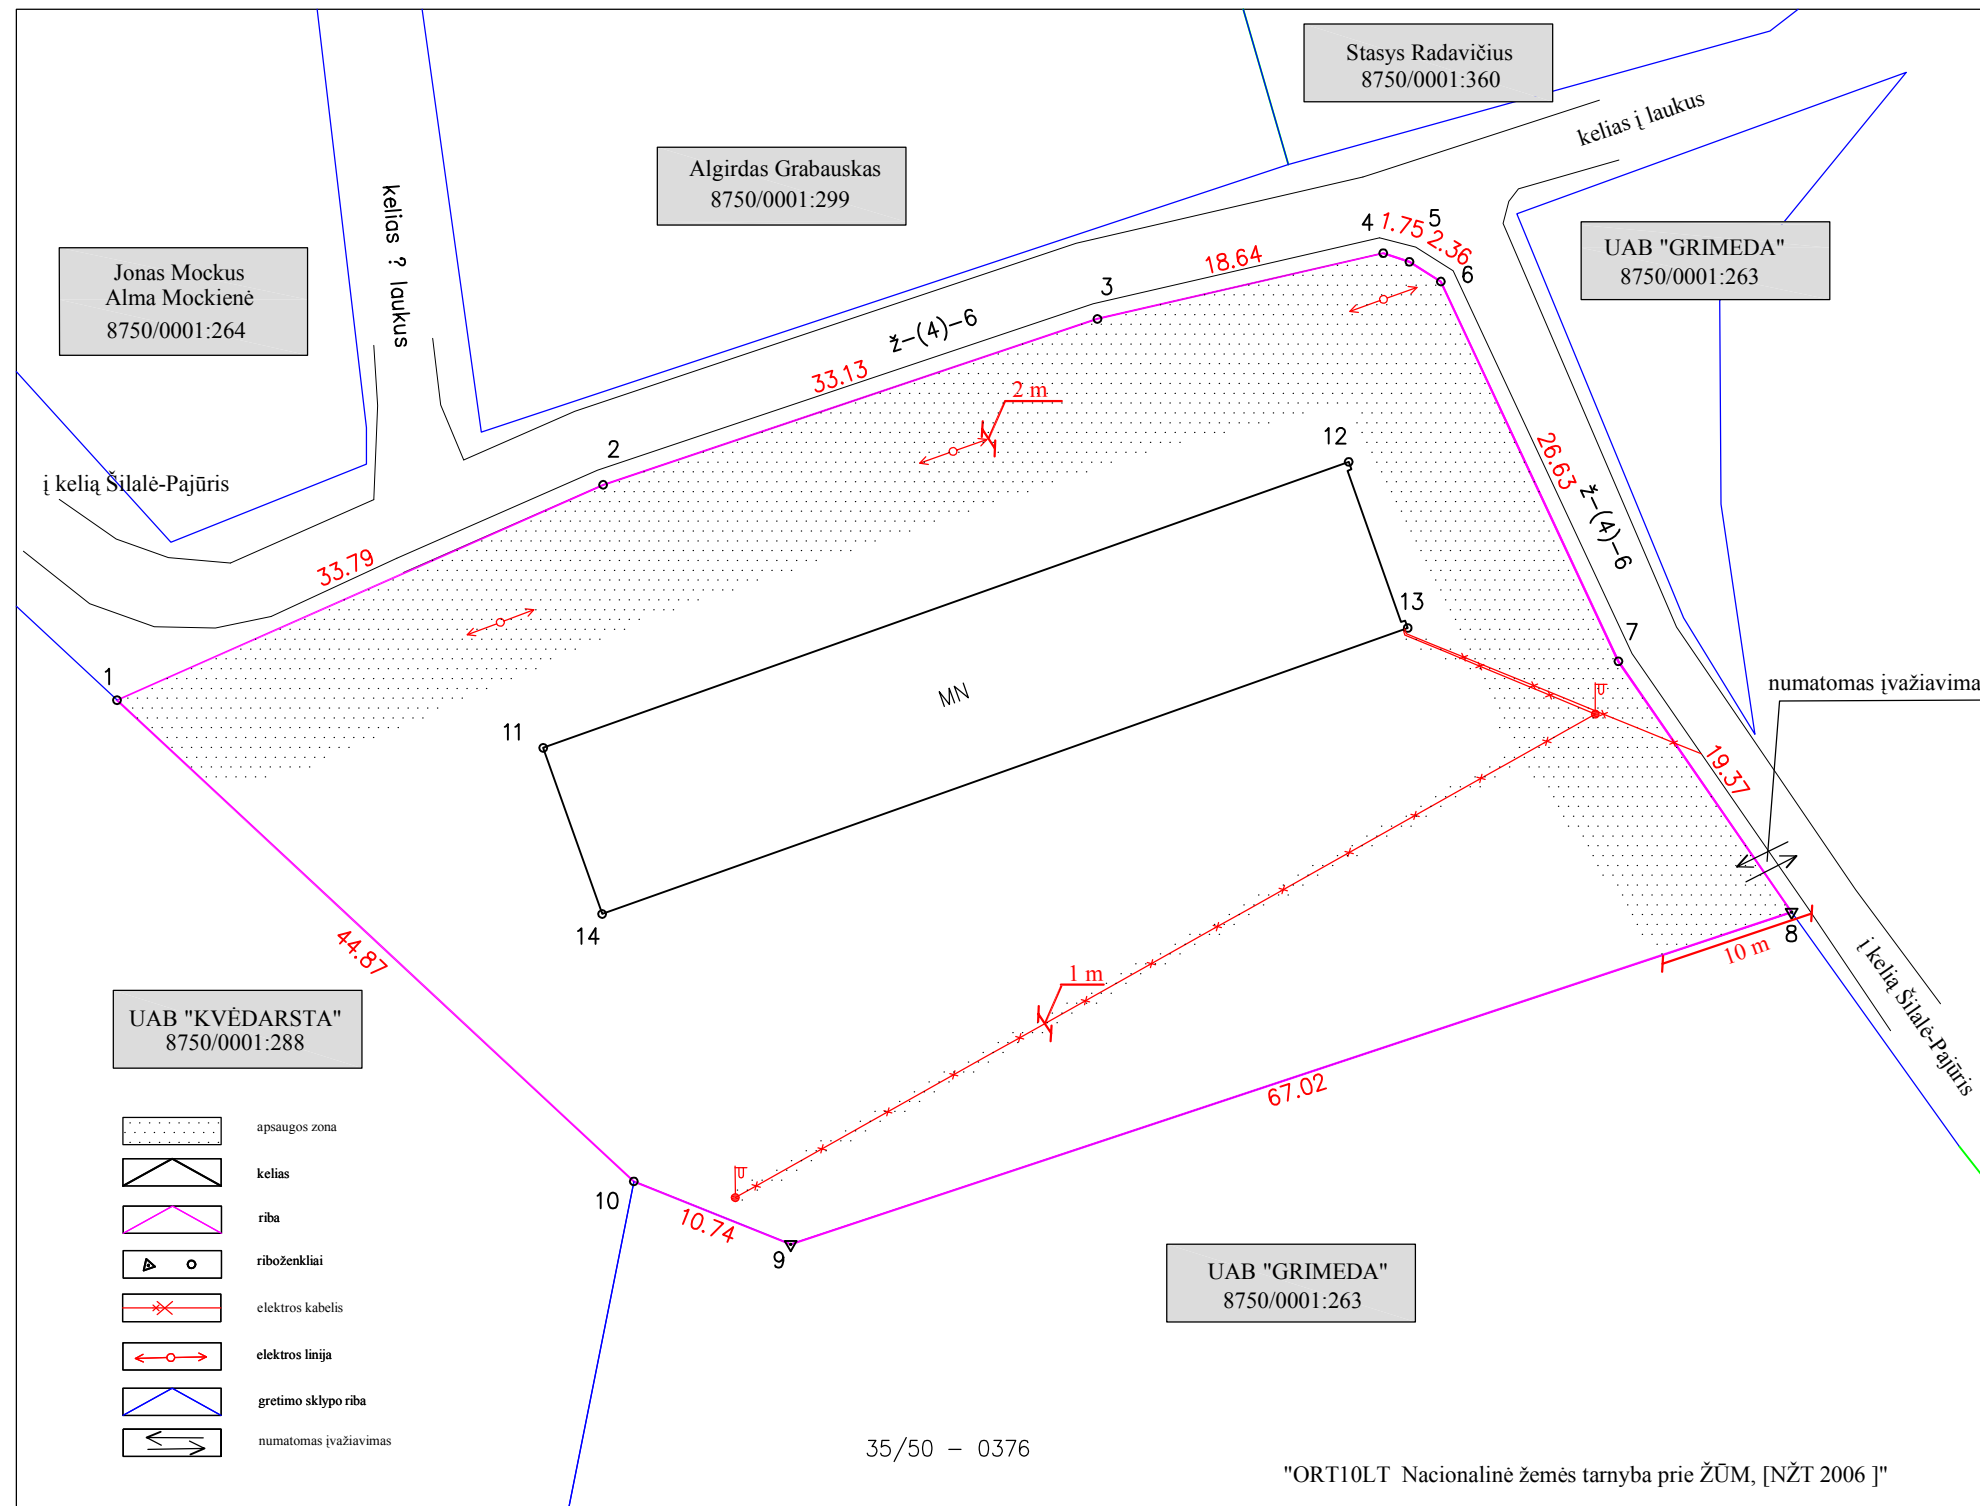 Stasys Radavičius
8750/0001:360
kelias į laukus
Algirdas Grabauskas
8750/0001:299
kelias ? laukus
Jonas Mockus
Alma Mockienė
8750/0001:264
UAB "GRIMEDA"
8750/0001:263
4
1.75
5
2.36
6
18.64
3
ž-(4)-6
33.13
2 m
2
12
26.63
ž-(4)-6
į kelią Šilalė-Pajūris
33.79
13
7
1
numatomas įvažiavima
11
MN
19.37
14
8
10 m
į kelią Šilalė-Pajūris
44.87
1 m
UAB "KVĖDARSTA"
8750/0001:288
67.02
10
10.74
9
apsaugos zona
kelias
riba
riboženkliai
elektros kabelis
elektros linija
gretimo sklypo riba
numatomas įvažiavimas
UAB "GRIMEDA"
8750/0001:263
35/50 - 0376
"ORT10LT Nacionalinė žemės tarnyba prie ŽŪM, [NŽT 2006 ]"